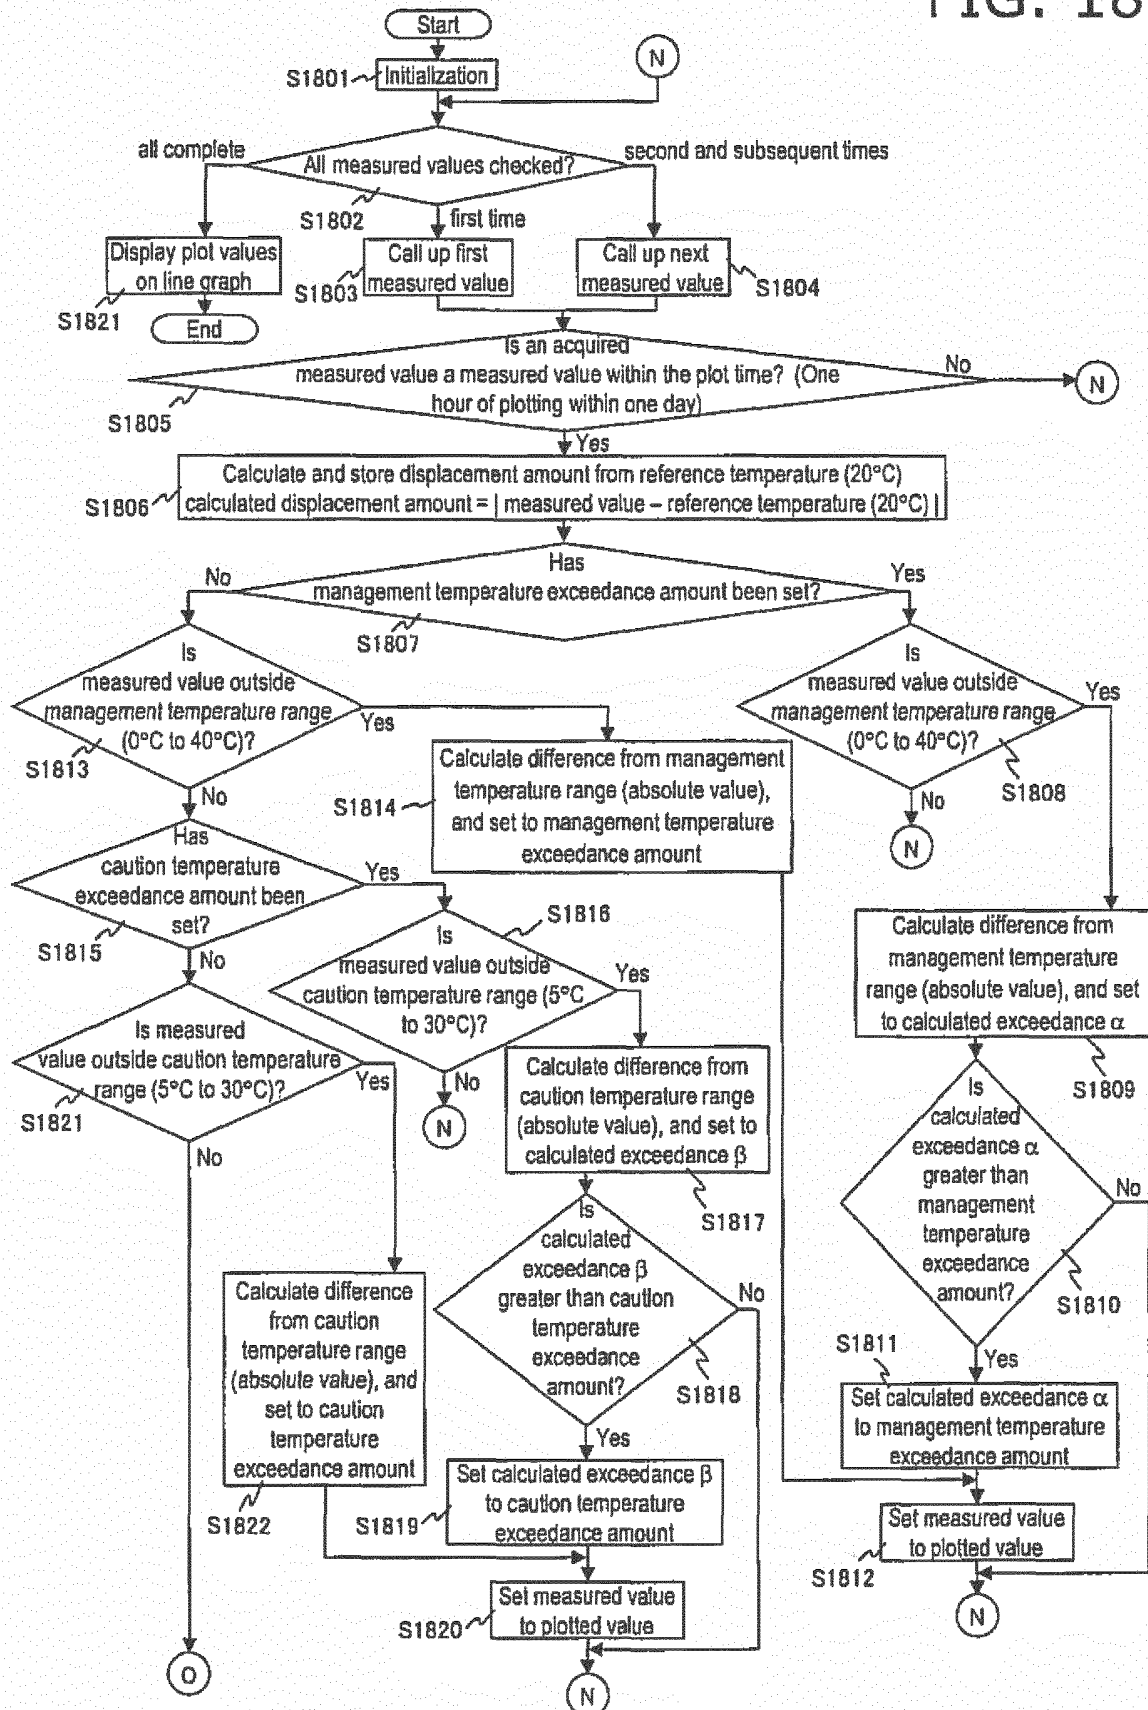 FIG. 18
Start
N
S1801
Initialization
all complete
All measured values checked?
second and subsequent times
S1802
first time
Display plot values
on line graph
Call up first
measured value
Call up next
measured value
S1803
S1804
S1821
End
Is an acquired
measured value a measured value within the plot time? (One
hour of plotting within one day)
No
N
S1805
Yes
Calculate and store displacement amount from reference temperature (20°C)
calculated displacement amount = | measured value – reference temperature (20°C) |
S1806
Has
management temperature exceedance amount been set?
No
Yes
S1807
Is
measured value outside
management temperature range
(0°C to 40°C)?
Yes
S1813
No
Is
measured value outside
management temperature range
(0°C to 40°C)?
Yes
S1808
No
N
Calculate difference from management
temperature range (absolute value),
and set to management temperature
exceedance amount
S1814
Has
caution temperature
exceedance amount been
set?
Yes
S1815
No
S1816
Is
measured value outside
caution temperature range (5°C
to 30°C)?
Yes
No
N
Calculate difference from
management temperature
range (absolute value), and set
to calculated exceedance α
S1809
Is measured
value outside caution temperature
range (5°C to 30°C)?
Yes
S1821
No
Calculate difference from
caution temperature range
(absolute value), and set to
calculated exceedance β
S1817
Is
calculated
exceedance α
greater than
management
temperature
exceedance
amount?
No
S1810
Yes
Is
calculated
exceedance β
greater than caution
temperature
exceedance
amount?
No
S1818
Yes
Calculate difference
from caution
temperature range
(absolute value), and
set to caution
temperature
exceedance amount
S1822
S1811
Set calculated exceedance α
to management temperature
exceedance amount
Set calculated exceedance β
to caution temperature
exceedance amount
S1819
Set measured value
to plotted value
S1812
N
Set measured value
to plotted value
S1820
O
N